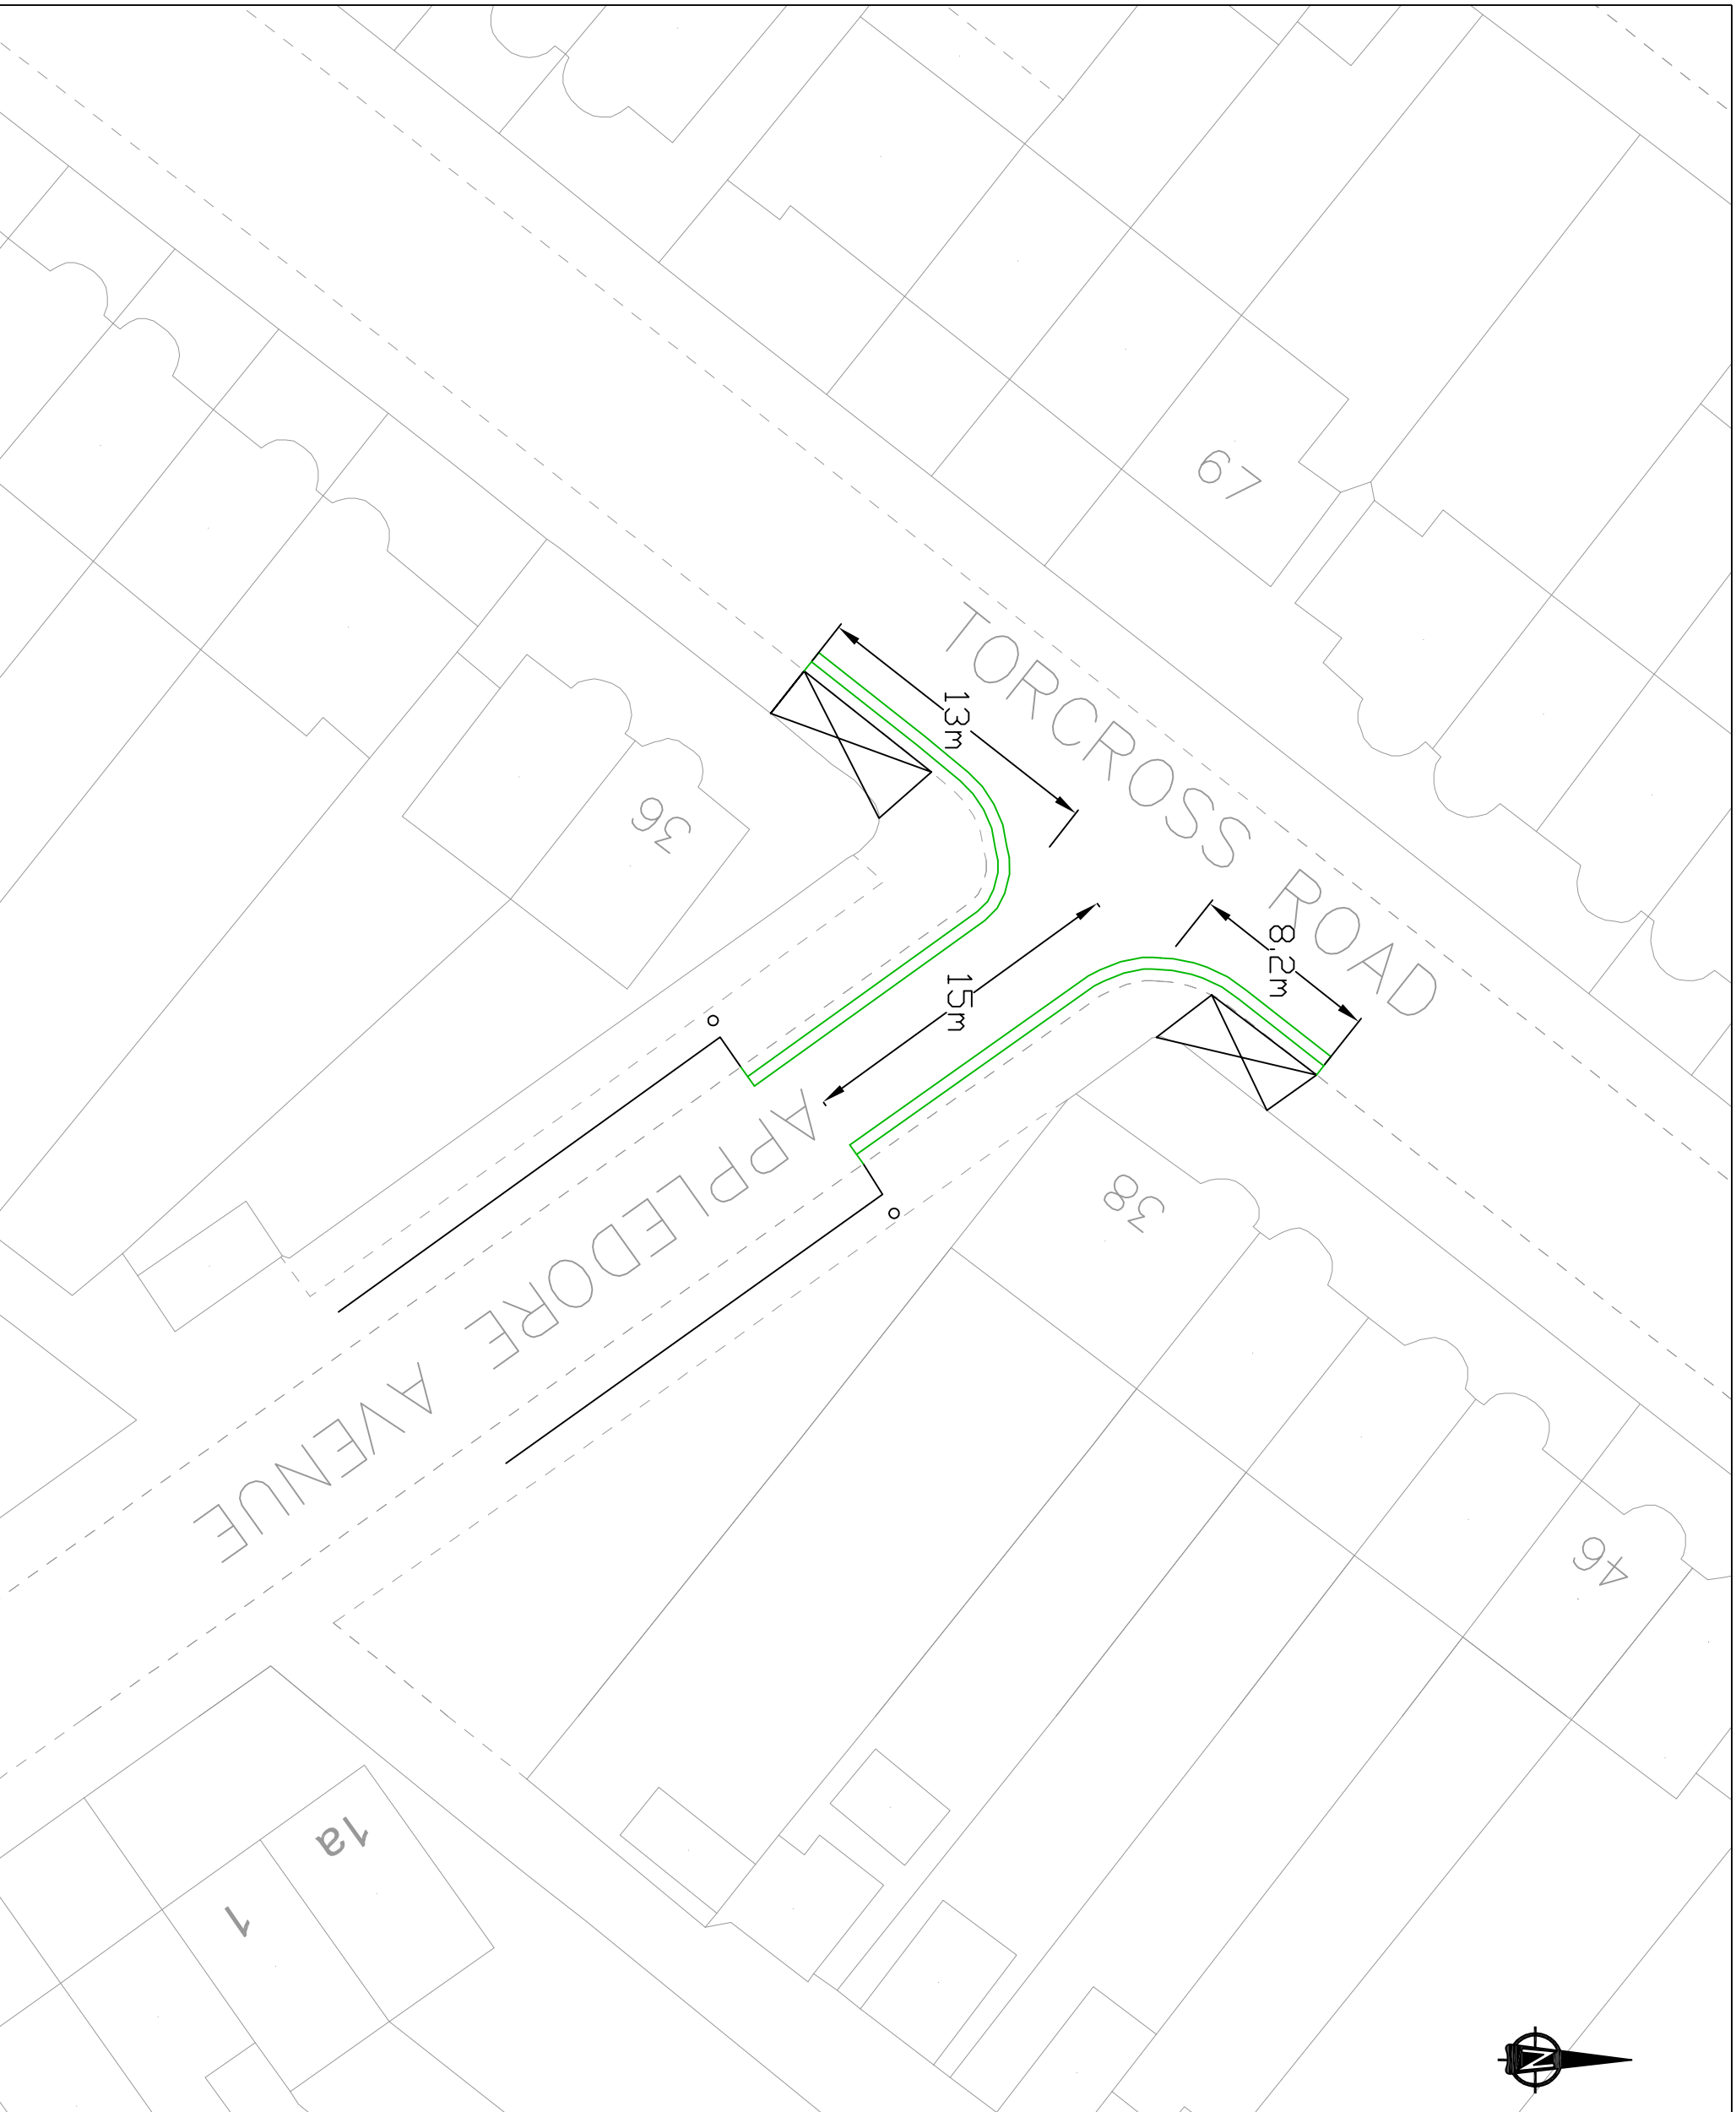 67
TORCROSS ROAD
13m
36
8.2m
15m
APPLEDORE AVENUE
38
46
1a
1
N